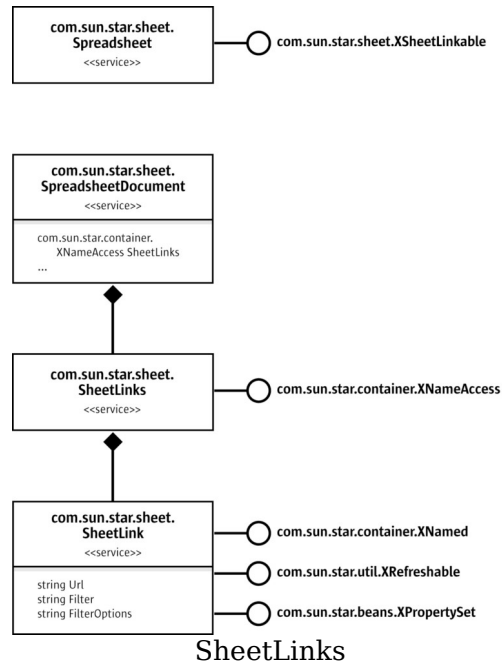 com.sun.star.sheet.
Spreadsheet
<<service>>
com.sun.star.sheet.XSheetLinkable
com.sun.star.sheet.
SpreadsheetDocument
<<service>>
com.sun.star.container.
XNameAccess SheetLinks
...
com.sun.star.sheet.
SheetLinks
<<service>>
com.sun.star.container.XNameAccess
com.sun.star.sheet.
SheetLink
<<service>>
com.sun.star.container.XNamed
com.sun.star.util.XRefreshable
string Url
string Filter
string FilterOptions
com.sun.star.beans.XPropertySet
SheetLinks